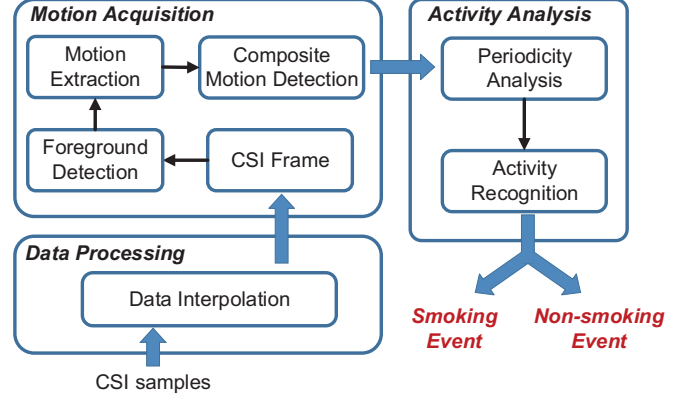 Motion Acquisition
Motion
Extraction
Composite
Motion Detection
Foreground
Detection
CSI Frame
Data Processing
Data Interpolation
CSI samples
Activity Analysis
Periodicity
Analysis
Activity
Recognition
Smoking
Event
Non-smoking
Event